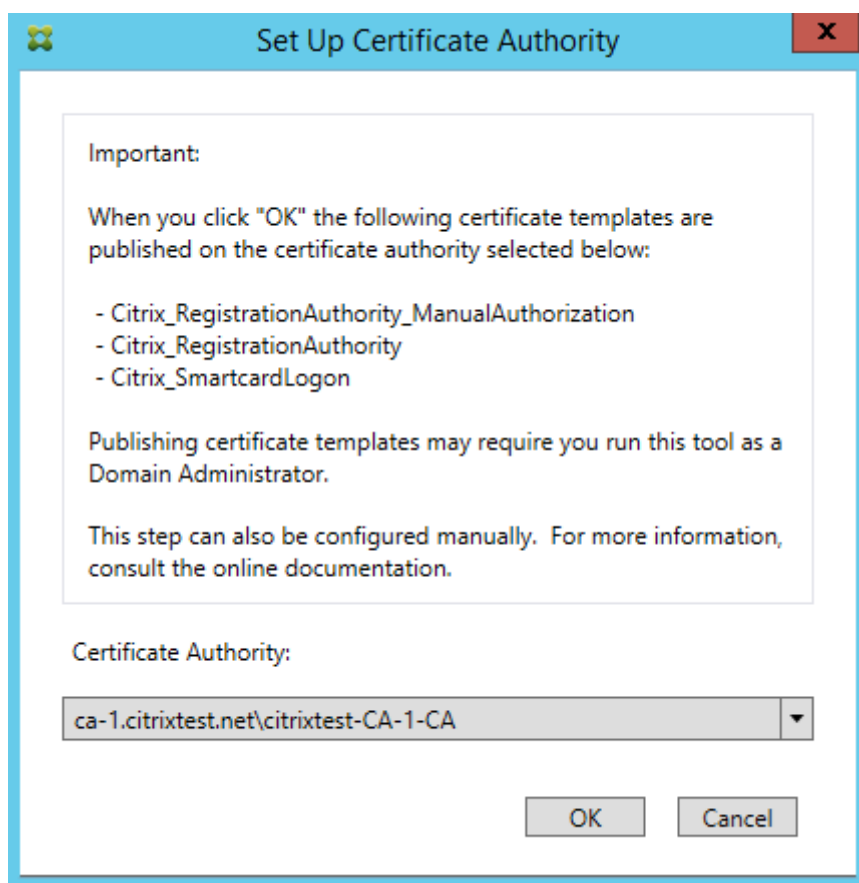 Set Up Certificate Authority
x
Important:
When you click "OK" the following certificate templates are
published on the certificate authority selected below:
- Citrix_RegistrationAuthority_ManualAuthorization
- Citrix_RegistrationAuthority
- Citrix_SmartcardLogon
Publishing certificate templates may require you run this tool as a
Domain Administrator.
This step can also be configured manually.  For more information,
consult the online documentation.
Certificate Authority:
ca-1.citrixtest.net\citrixtest-CA-1-CA
OK
Cancel